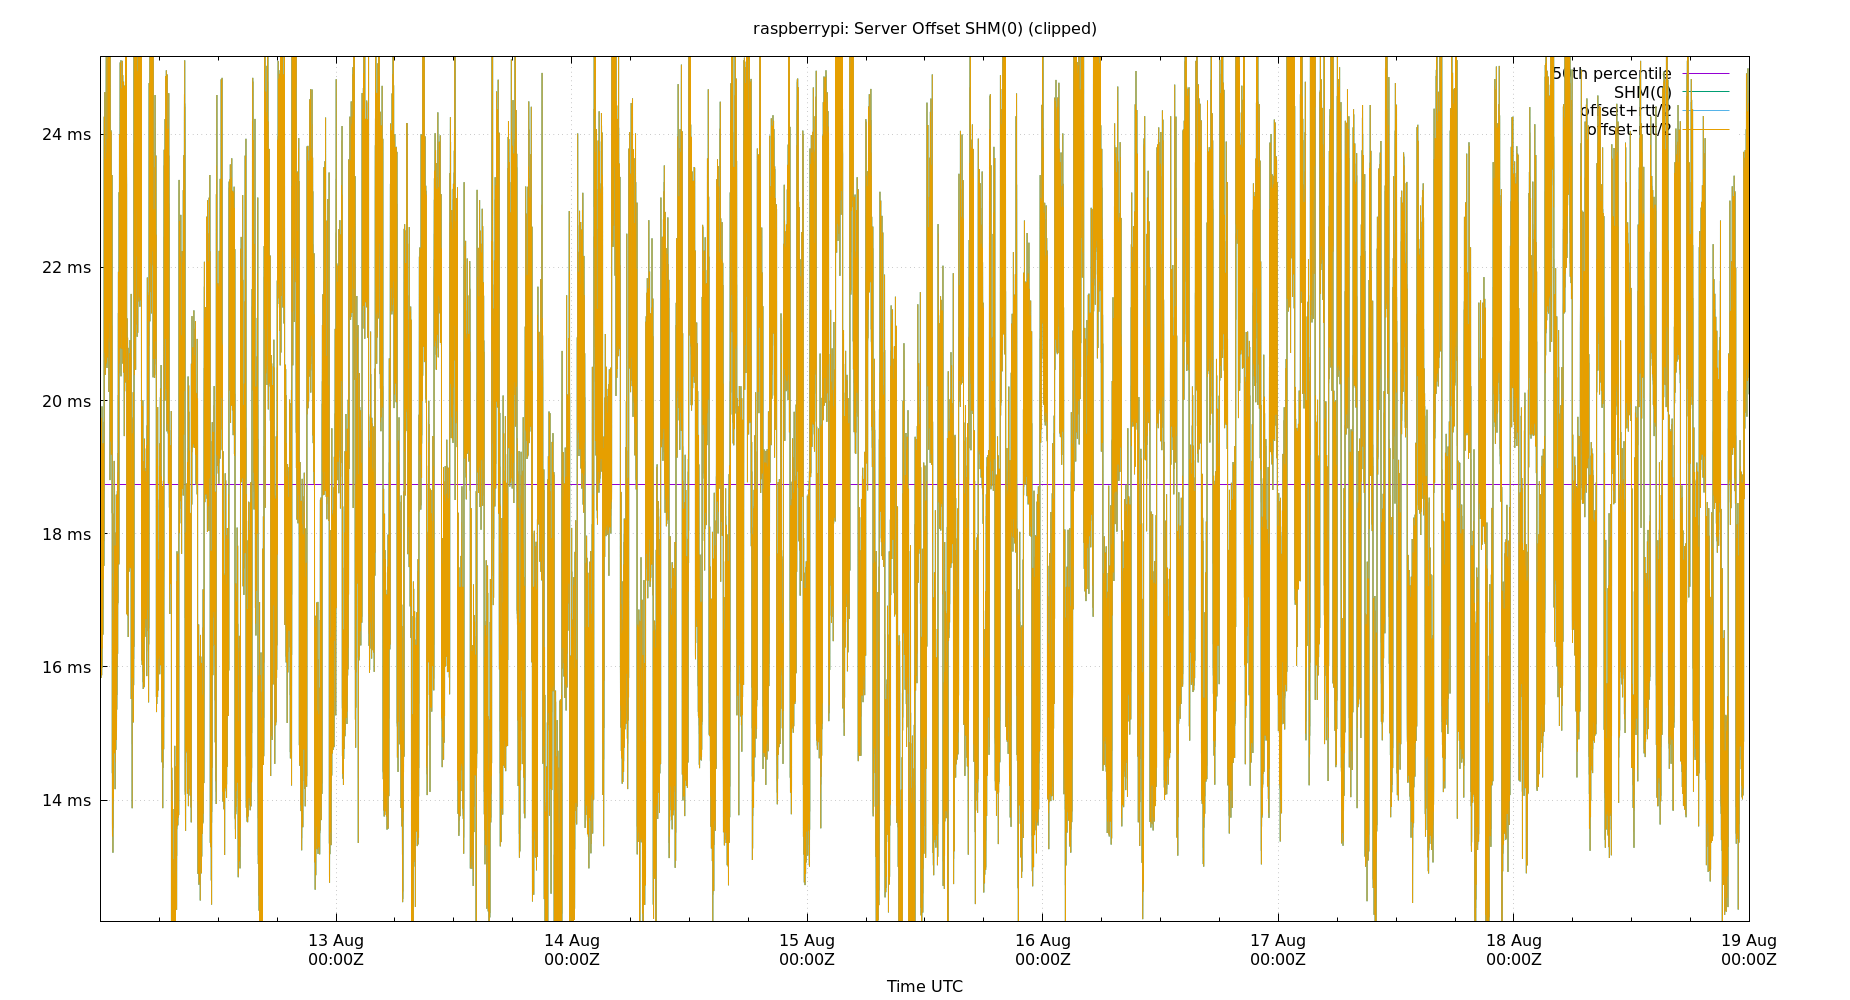 raspberrypi: Server Offset SHM(0) (clipped)
50th percentile
SHM(0)
offset+rtt/2
offset-rtt/2
24 ms
22 ms
20 ms
18 ms
16 ms
14 ms
13 Aug
00:00Z
14 Aug
00:00Z
15 Aug
00:00Z
16 Aug
00:00Z
17 Aug
00:00Z
18 Aug
00:00Z
19 Aug
00:00Z
Time UTC